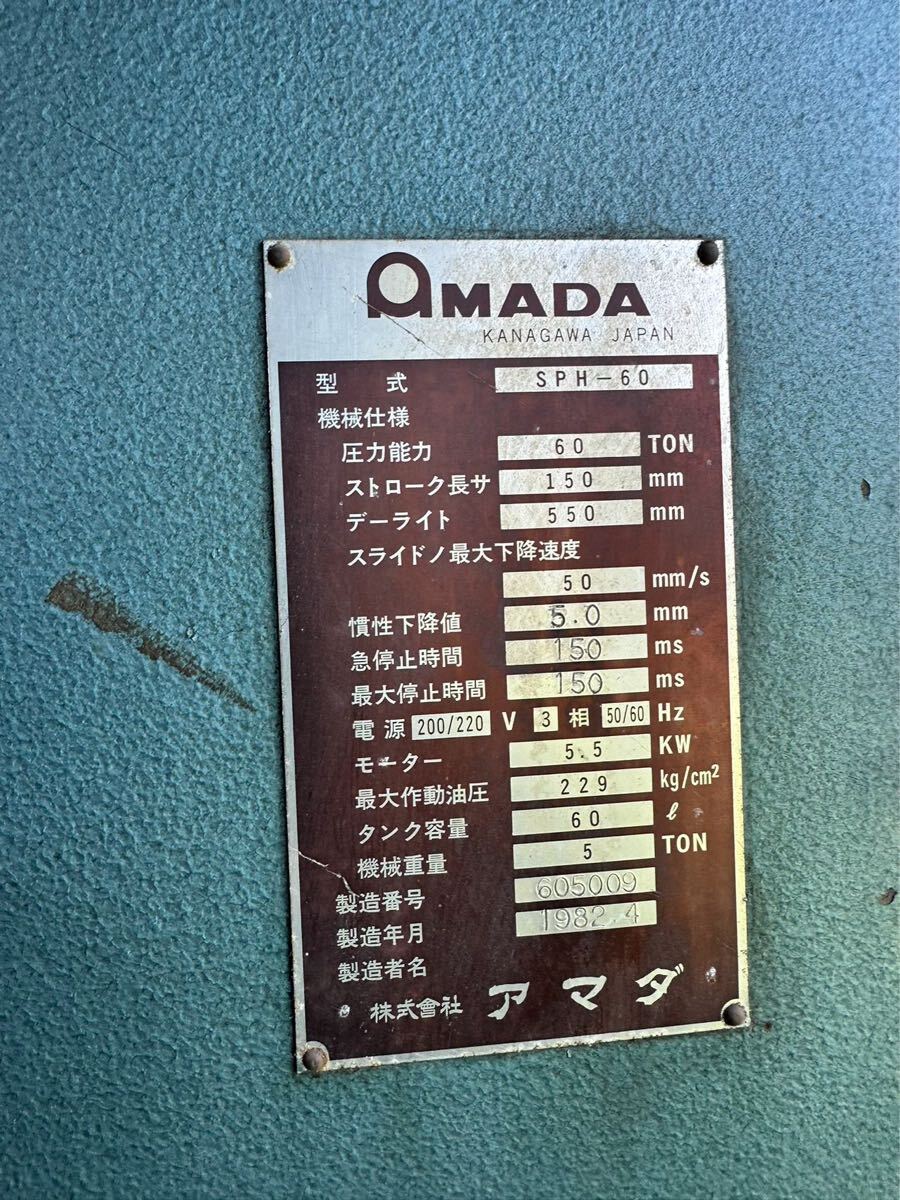 AMADA
KANAGAWA JAPAN
型 式 SPH-60
機械仕様
圧力能力 60 TON
ストローク長サ 150 mm
デーライト 550 mm
スライドノ最大下降速度
50 mm/s
慣性下降値 5.0 mm
急停止時間 150 ms
最大停止時間 150 ms
電源 200/220 V 3 相 50/60 Hz
モーター 5.5 KW
最大作動油圧 229 kg/cm²
タンク容量 60 ℓ
機械重量 5 TON
製造番号 605009
製造年月 1982.4
製造者名
株式會社 アマダ